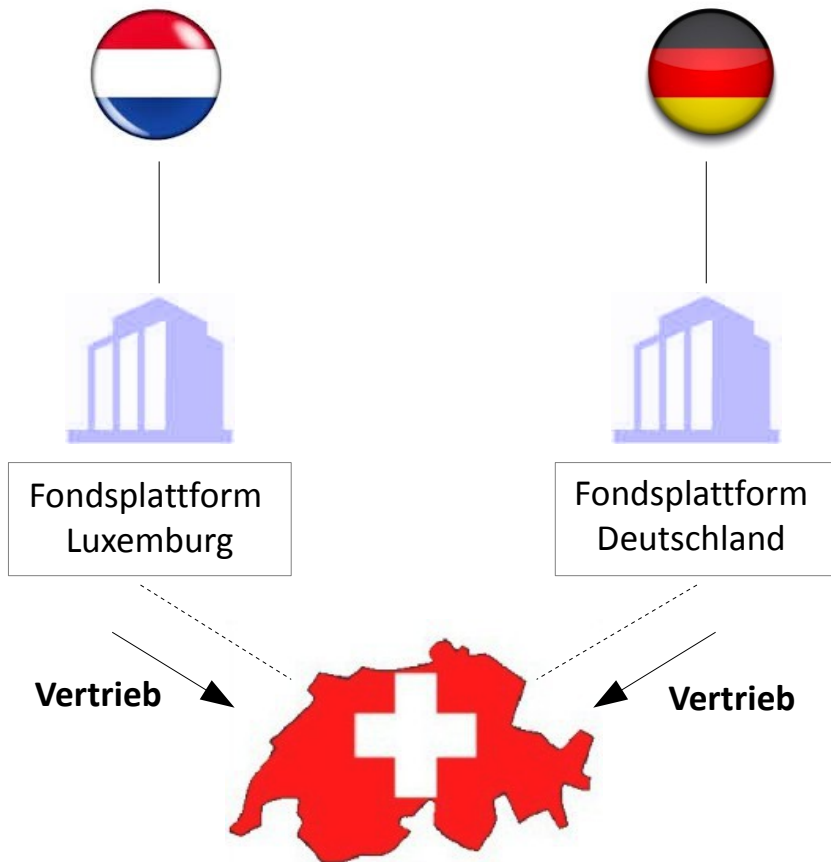 Fondsplattform
Luxemburg
Fondsplattform
Deutschland
Vertrieb
Vertrieb